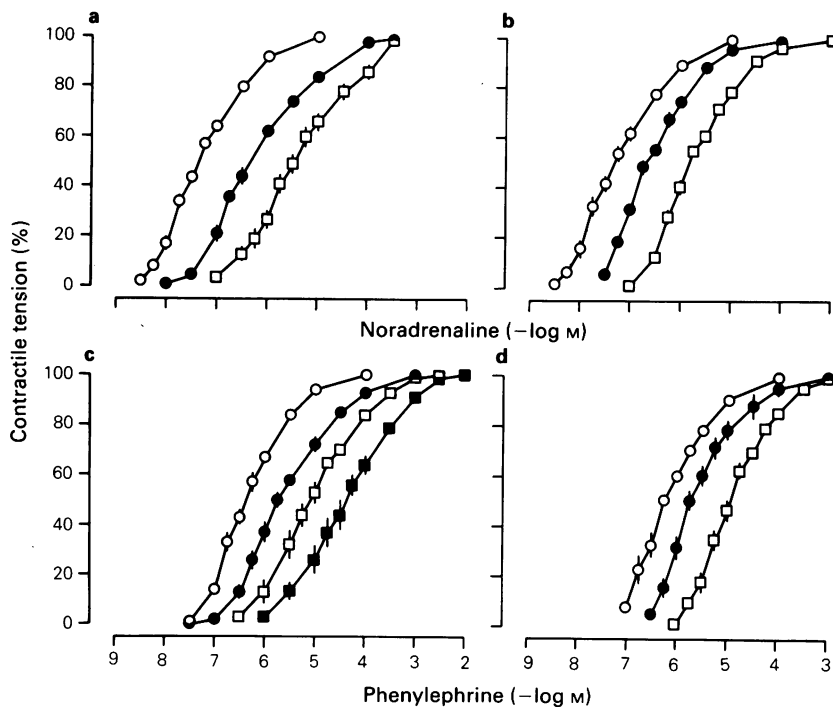 a
b
100
80
60
40
20
0
Noradrenaline (−log M)
Contractile tension (%)
c
d
100
80
60
40
20
0
9 8 7 6 5 4 3 2
9 8 7 6 5 4 3
Phenylephrine (−log M)